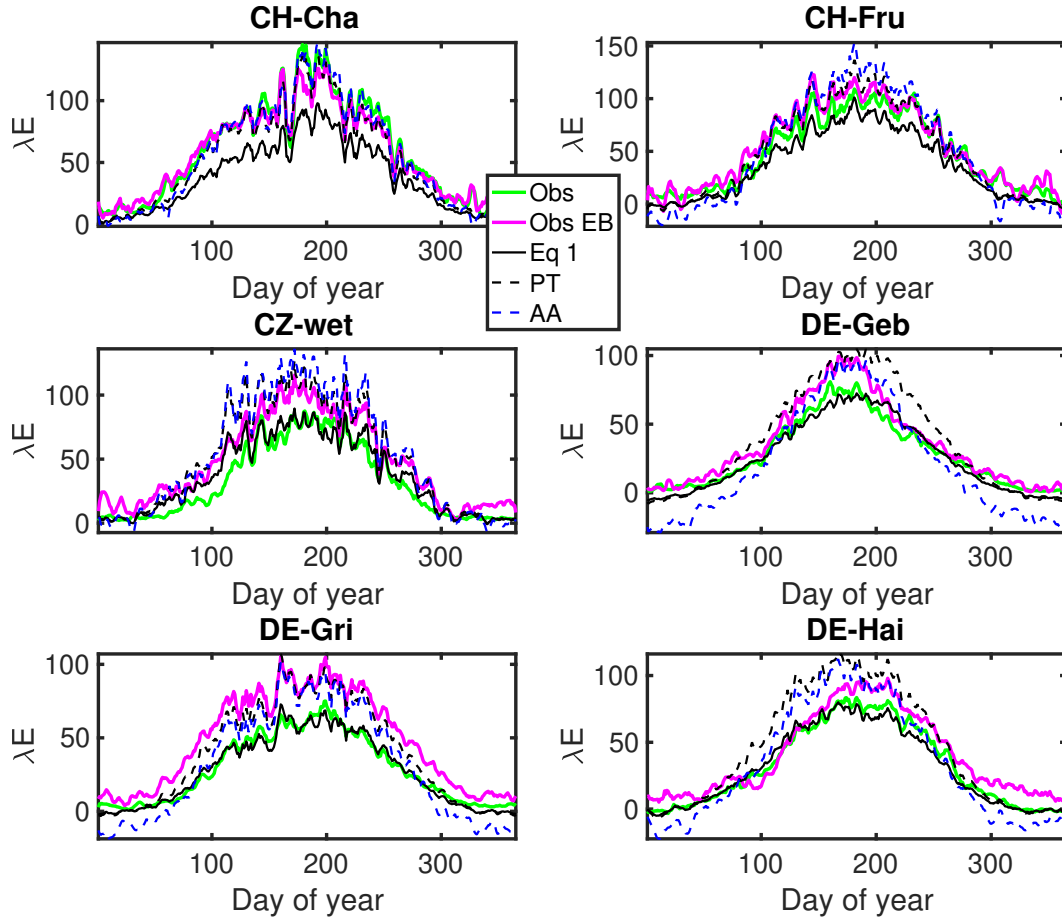 CH-Cha
λE
100
50
0
100
200
300
Day of year
CH-Fru
λE
150
100
50
0
100
200
300
Day of year
Obs
Obs EB
Eq 1
PT
AA
CZ-wet
λE
100
50
0
100
200
300
Day of year
DE-Geb
λE
100
50
0
100
200
300
Day of year
DE-Gri
λE
100
50
0
100
200
300
Day of year
DE-Hai
λE
100
50
0
100
200
300
Day of year